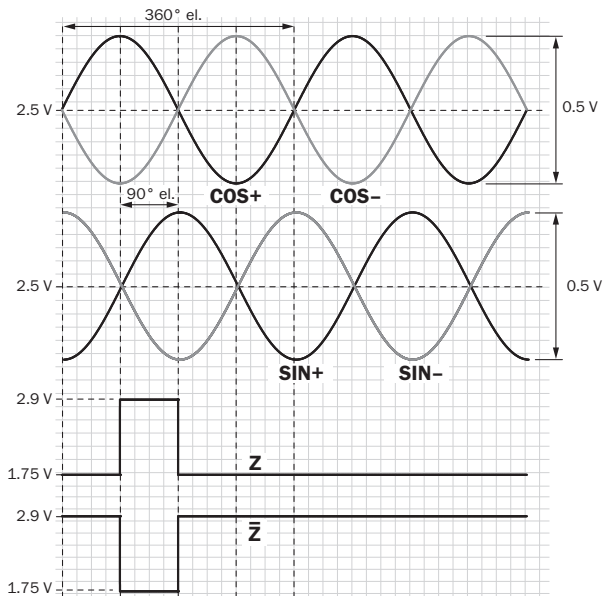 360° el.
2.5 V
0.5 V
90° el.
COS+
COS–
2.5 V
0.5 V
SIN+
SIN–
2.9 V
Z
1.75 V
2.9 V
Z̅
1.75 V